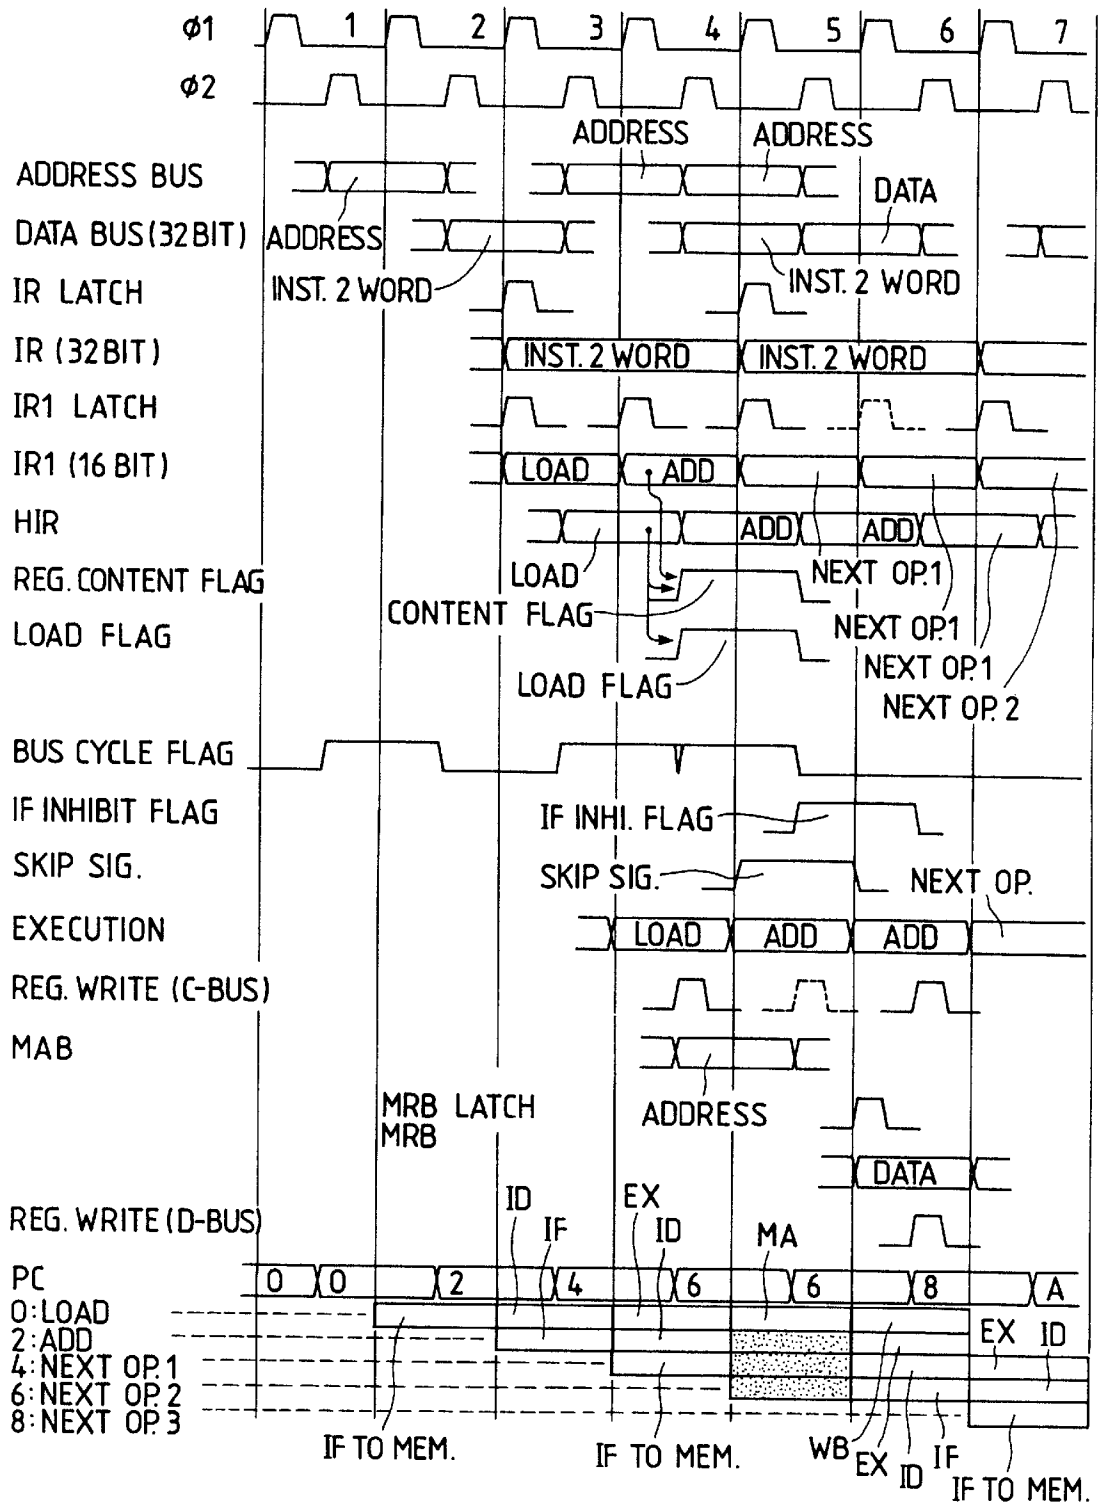 ø1 1 2 3 4 5 6 7
ø2
ADDRESS ADDRESS
ADDRESS BUS
DATA
DATA BUS (32 BIT) ADDRESS
INST. 2 WORD INST. 2 WORD
IR LATCH
IR (32 BIT) INST. 2 WORD INST. 2 WORD
IR1 LATCH
IR1 (16 BIT) LOAD ADD
HIR ADD ADD
LOAD NEXT OP. 1
REG. CONTENT FLAG
CONTENT FLAG NEXT OP. 1
LOAD FLAG
NEXT OP. 1
LOAD FLAG NEXT OP. 2
BUS CYCLE FLAG
IF INHIBIT FLAG IF INHI. FLAG
SKIP SIG. SKIP SIG. NEXT OP.
EXECUTION LOAD ADD ADD
REG. WRITE (C-BUS)
MAB
MRB LATCH ADDRESS
MRB
DATA
ID EX
REG. WRITE (D-BUS) IF ID MA
PC 0 0 2 4 6 6 8 A
0: LOAD
2: ADD EX ID
4: NEXT OP. 1
6: NEXT OP. 2
8: NEXT OP. 3
IF TO MEM. IF TO MEM. WB EX ID IF IF TO MEM.